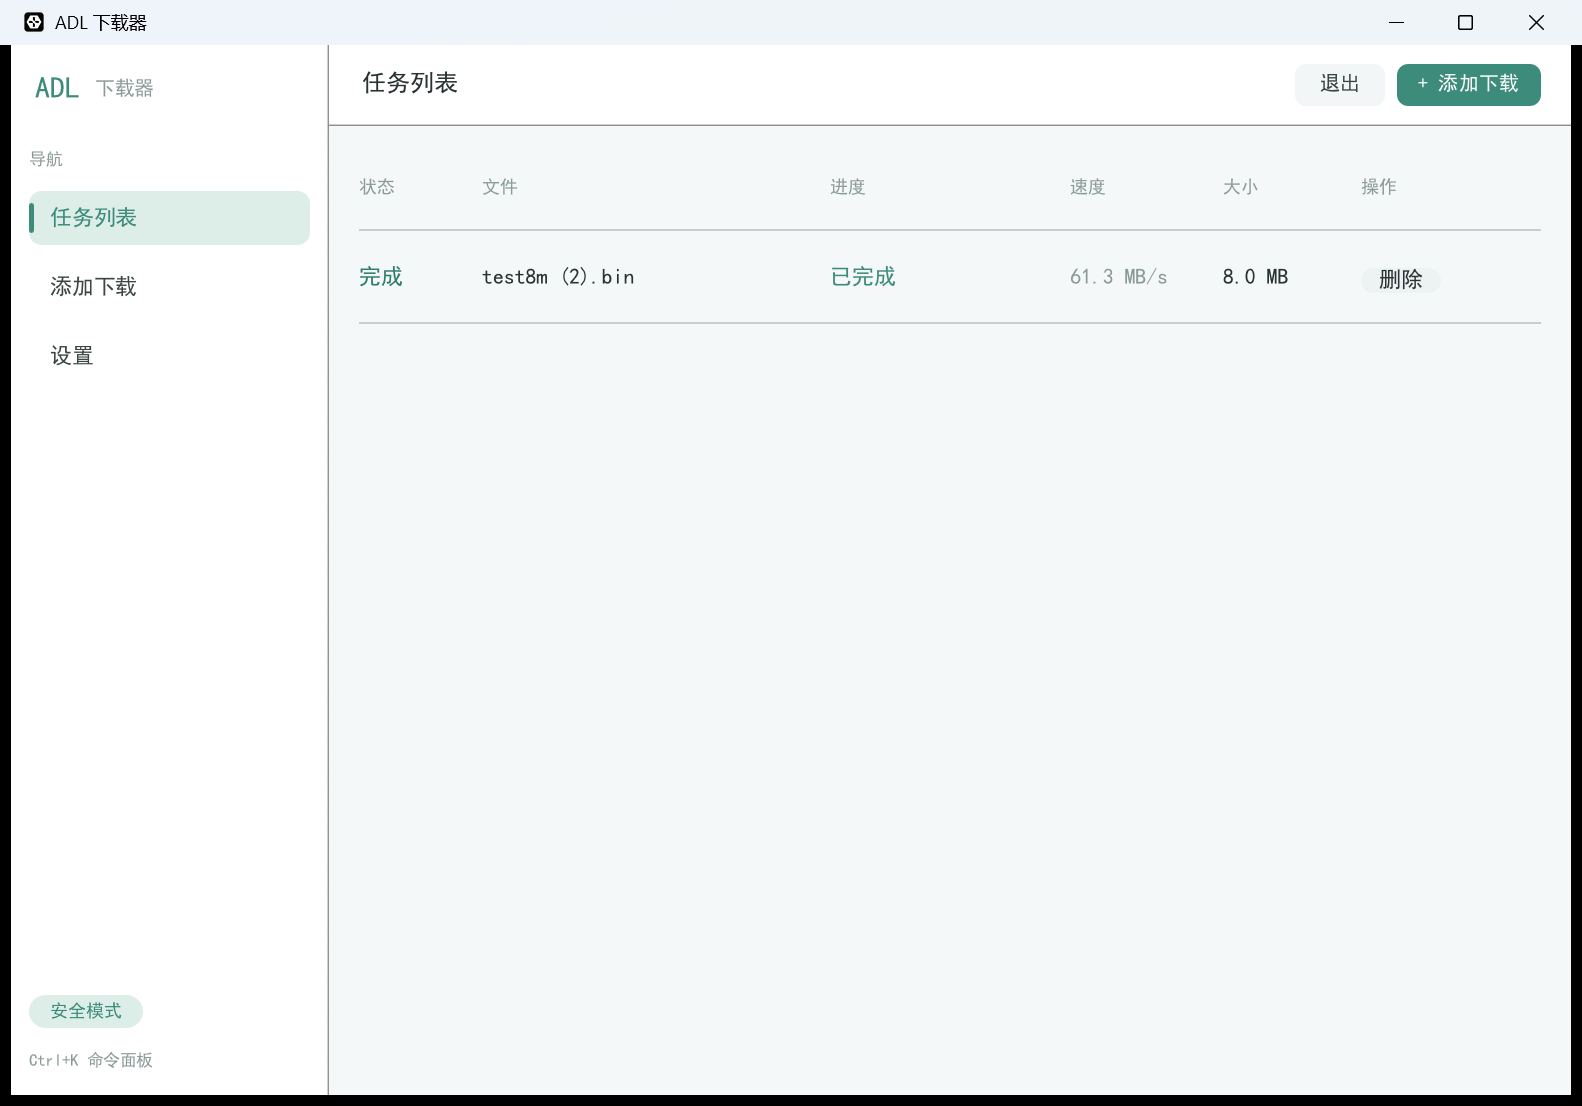 ADL 下载器
ADL 下载器
导航
任务列表
添加下载
设置
安全模式
Ctrl+K 命令面板
任务列表
退出
+ 添加下载
状态 文件 进度 速度 大小 操作
完成 test8m (2).bin 已完成 61.3 MB/s 8.0 MB 删除